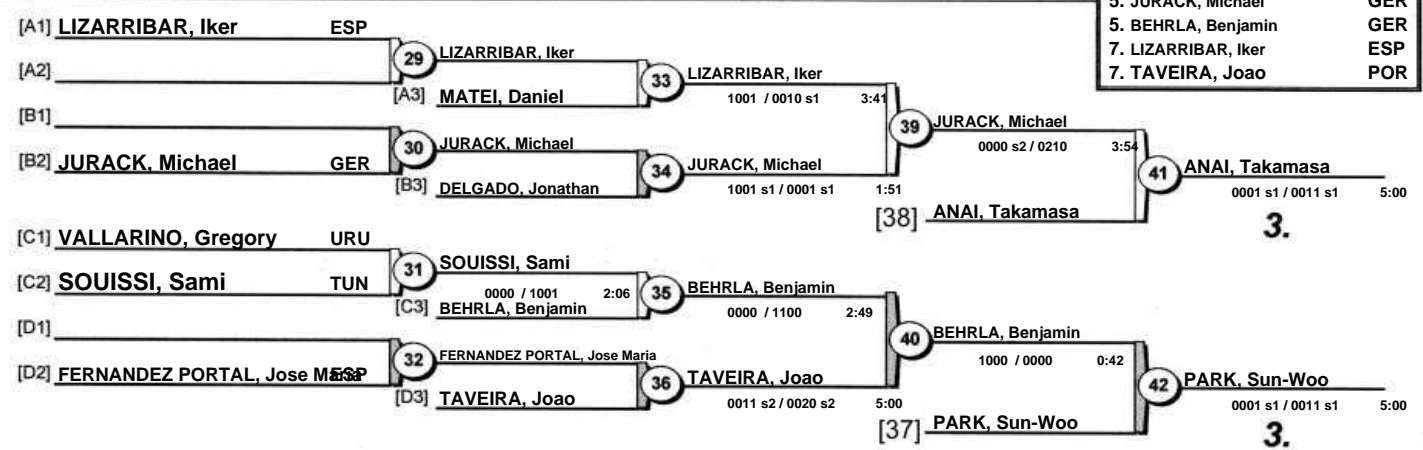 5. JURACK, Michael GER
5. BEHRLA, Benjamin GER
7. LIZARRIBAR, Iker ESP
7. TAVEIRA, Joao POR
[A1] LIZARRIBAR, Iker ESP
[A2]
29
LIZARRIBAR, Iker
[A3] MATEI, Daniel
33
LIZARRIBAR, Iker
1001 / 0010 s1 3:41
[B1]
[B2] JURACK, Michael GER
30
JURACK, Michael
[B3] DELGADO, Jonathan
34
JURACK, Michael
1001 s1 / 0001 s1 1:51
39
JURACK, Michael
0000 s2 / 0210 3:54
[38] ANAI, Takamasa
41
ANAI, Takamasa
0001 s1 / 0011 s1 5:00
3.
[C1] VALLARINO, Gregory URU
[C2] SOUISSI, Sami TUN
31
SOUISSI, Sami
0000 / 1001 2:06
[C3] BEHRLA, Benjamin
35
BEHRLA, Benjamin
0000 / 1100 2:49
[D1]
[D2] FERNANDEZ PORTAL, Jose Maria ESP
32
FERNANDEZ PORTAL, Jose Maria
[D3] TAVEIRA, Joao
36
TAVEIRA, Joao
0011 s2 / 0020 s2 5:00
40
BEHRLA, Benjamin
1000 / 0000 0:42
[37] PARK, Sun-Woo
42
PARK, Sun-Woo
0001 s1 / 0011 s1 5:00
3.